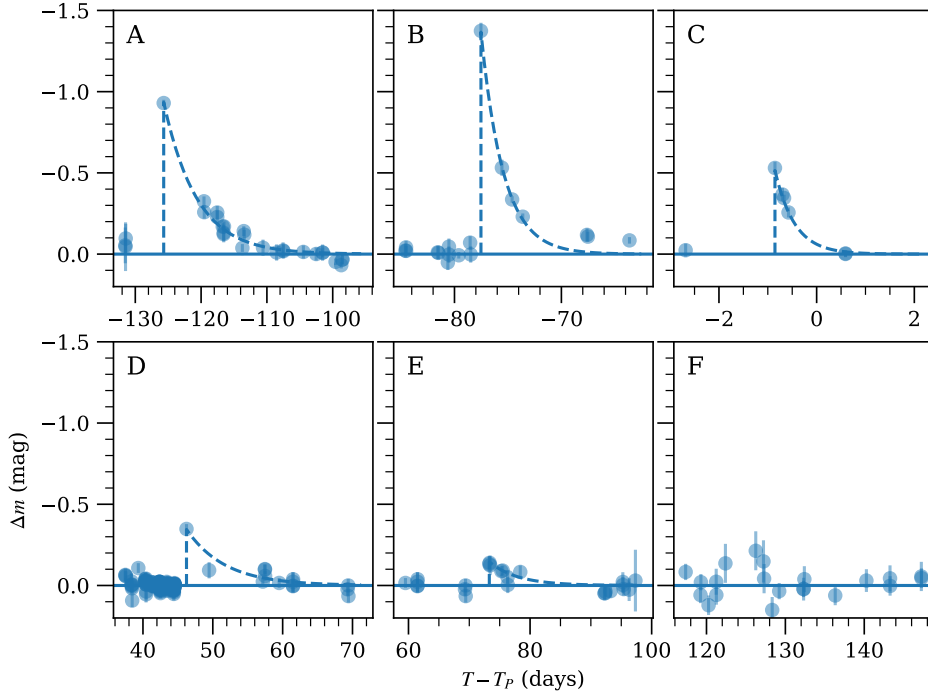 −1.5
−1.0
−0.5
0.0
A
B
C
−130 −120 −110 −100
−80 −70
−2 0 2
−1.5
−1.0
−0.5
0.0
D
E
F
40 50 60 70
60 80 100
120 130 140
Δm (mag)
T − T_P (days)